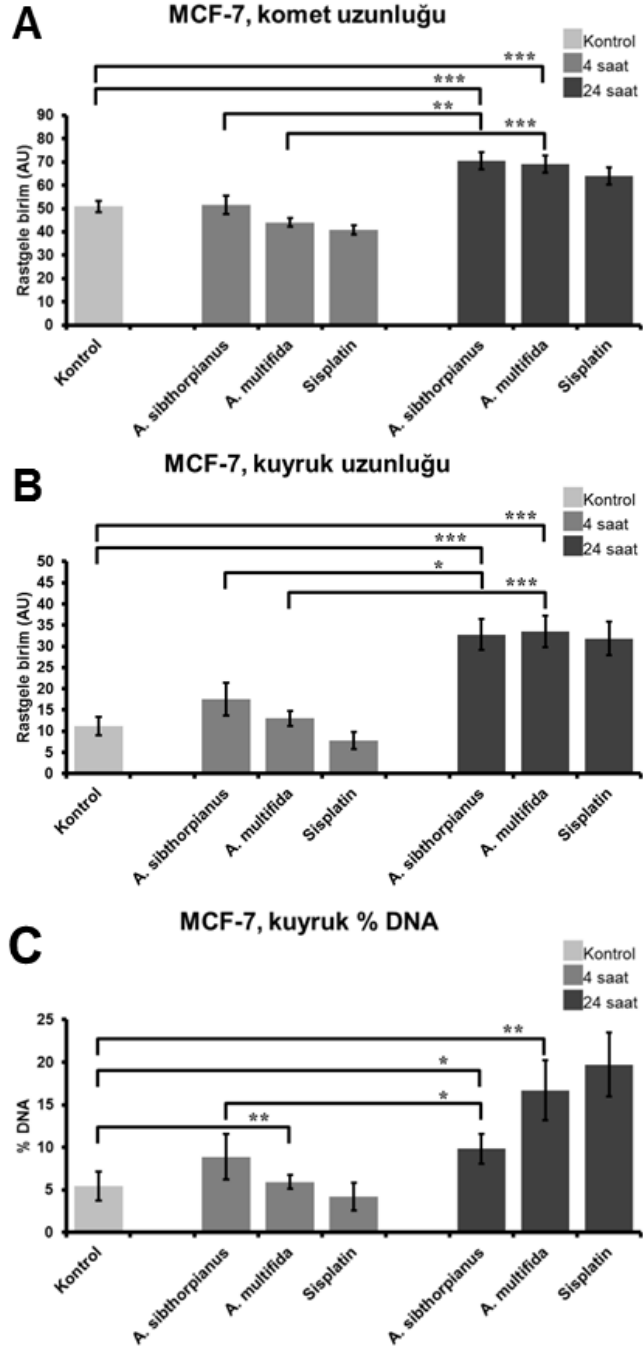 A
MCF-7, komet uzunluğu
Kontrol
4 saat
24 saat
***
***
**
***
Rastgele birim (AU)
90
80
70
60
50
40
30
20
10
0
Kontrol
A. sibthorpianus
A. multifida
Sisplatin
A. sibthorpianus
A. multifida
Sisplatin
B
MCF-7, kuyruk uzunluğu
Kontrol
4 saat
24 saat
***
***
*
***
Rastgele birim (AU)
50
45
40
35
30
25
20
15
10
5
0
Kontrol
A. sibthorpianus
A. multifida
Sisplatin
A. sibthorpianus
A. multifida
Sisplatin
C
MCF-7, kuyruk % DNA
Kontrol
4 saat
24 saat
**
*
*
**
% DNA
25
20
15
10
5
0
Kontrol
A. sibthorpianus
A. multifida
Sisplatin
A. sibthorpianus
A. multifida
Sisplatin